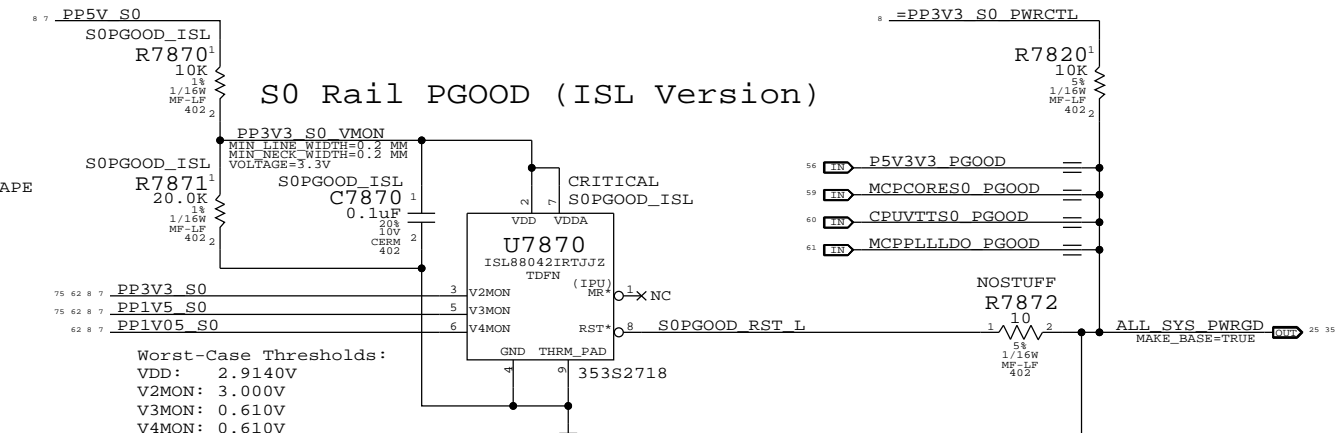 8 7 PP5V_S0
S0PGOOD_ISL
R7870 1
10K
1%
1/16W
MF-LF
402 2
S0 Rail PGOOD (ISL Version)
8 =PP3V3_S0_PWRCTL
R7820 1
10K
5%
1/16W
MF-LF
402 2
PP3V3_S0_VMON
MIN_LINE_WIDTH=0.2 MM
MIN_NECK_WIDTH=0.2 MM
VOLTAGE=3.3V
APE
S0PGOOD_ISL
R7871 1
20.0K
1%
1/16W
MF-LF
402 2
S0PGOOD_ISL
C7870 1
0.1uF
20%
10V
CERM
402
2
CRITICAL
S0PGOOD_ISL
2 7
VDD VDDA
U7870
ISL88042IRTJJZ
TDFN
(IPU)
MR* 1 NC
56 IN P5V3V3_PGOOD
59 IN MCPCORES0_PGOOD
60 IN CPUVTTS0_PGOOD
61 IN MCPPLLLDO_PGOOD
75 62 8 7 PP3V3_S0 3 V2MON
75 62 8 7 PP1V5_S0 5 V3MON
62 8 7 PP1V05_S0 6 V4MON
RST* 8 S0PGOOD_RST_L
GND THRM_PAD
4 9 353S2718
NOSTUFF
R7872
10
1 2
5%
1/16W
MF-LF
402
ALL_SYS_PWRGD OUT 25 35
MAKE_BASE=TRUE
Worst-Case Thresholds:
VDD: 2.9140V
V2MON: 3.000V
V3MON: 0.610V
V4MON: 0.610V